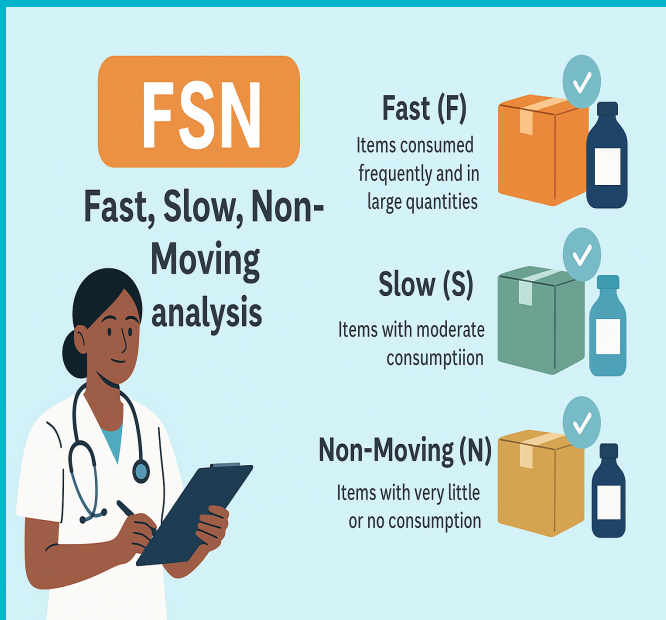 FSN
Fast, Slow, Non-
Moving
analysis
Fast (F)
Items consumed
frequently and in
large quantities
Slow (S)
Items with moderate
consumptiion
Non-Moving (N)
Items with very little
or no consumption